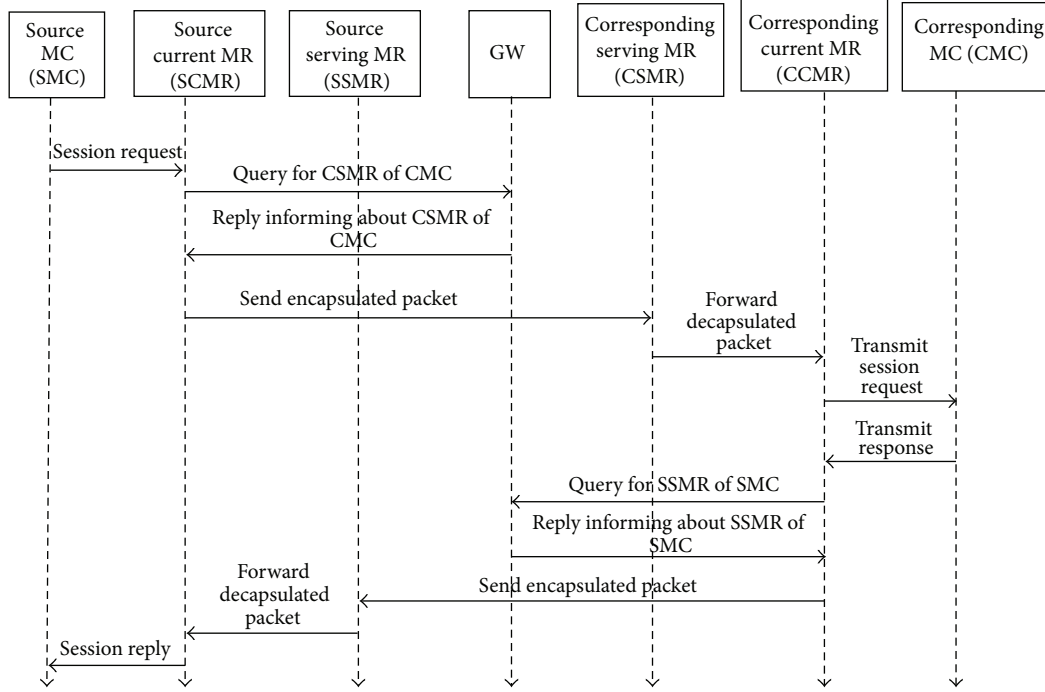 Source
MC
(SMC)
Source
current MR
(SCMR)
Source
serving MR
(SSMR)
GW
Corresponding
serving MR
(CSMR)
Corresponding
current MR
(CCMR)
Corresponding
MC (CMC)
Session request
Query for CSMR of CMC
Reply informing about CSMR of
CMC
Send encapsulated packet
Forward
decapsulated
packet
Transmit
session
request
Transmit
response
Query for SSMR of SMC
Reply informing about SSMR of
SMC
Send encapsulated packet
Forward
decapsulated
packet
Session reply